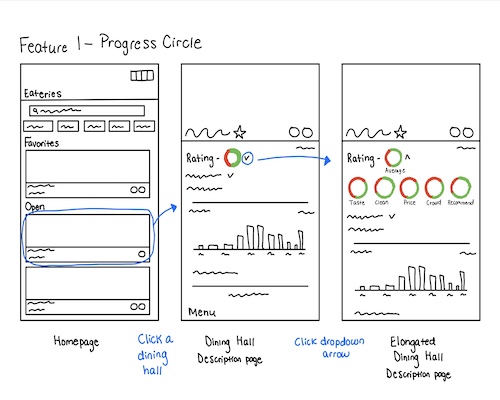 Feature 1 - Progress Circle
Eateries
Favorites
Open
Homepage
Click a
dining
hall
Rating -
Menu
Dining Hall
Description page
Click dropdown
arrow
Rating -
Average
Taste
Clean
Price
Crowd
Recommend
Elongated
Dining Hall
Description page